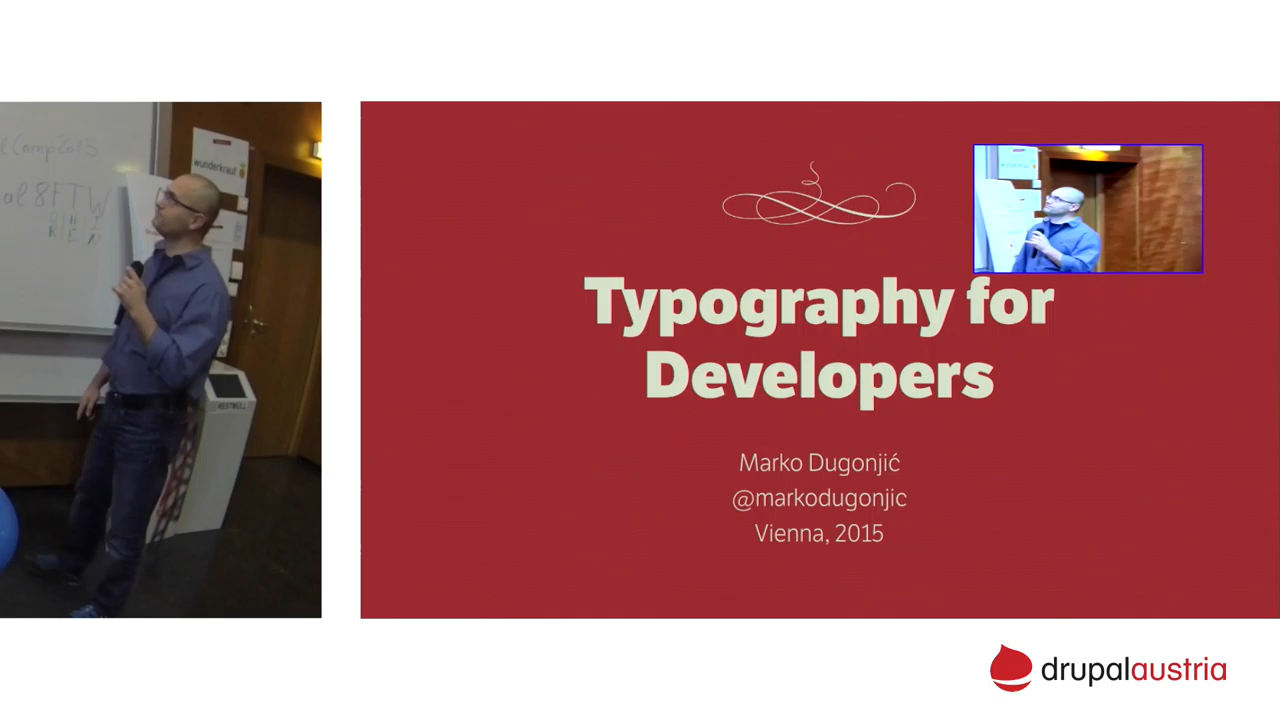 wunderkraut
Typography for
Developers
Marko Dugonjić
@markodugonjic
Vienna, 2015
drupalaustria